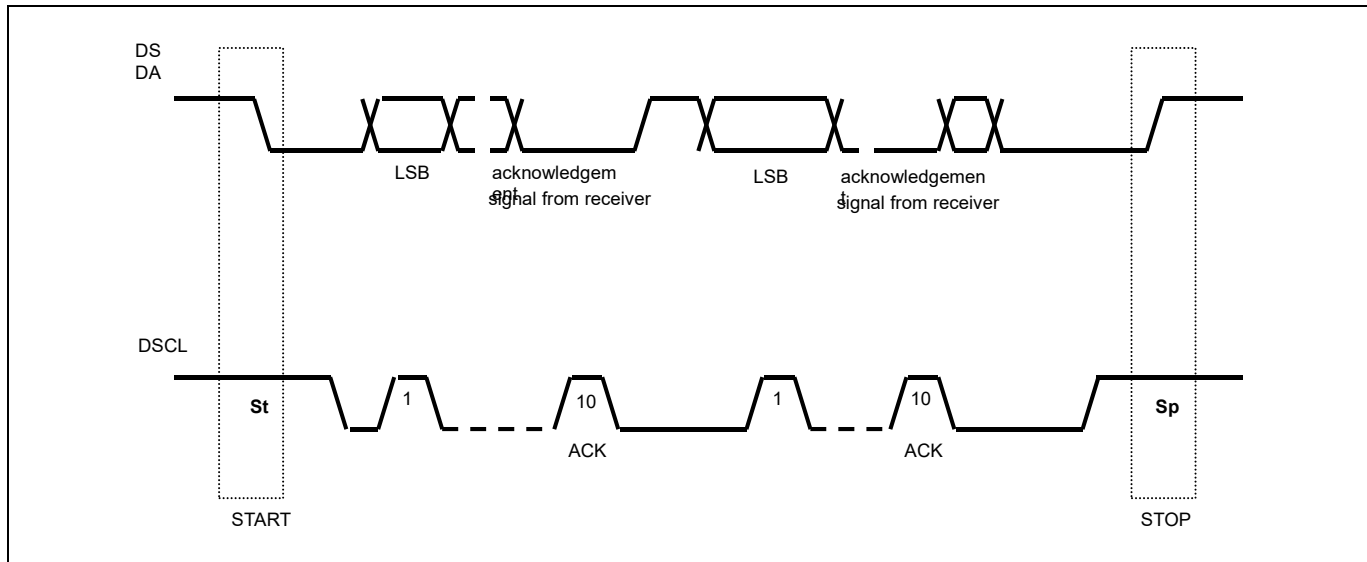 DS
DA
LSB
acknowledgem
ent
signal from receiver
LSB
acknowledgemen
t
signal from receiver
DSCL
St
1
10
1
10
Sp
ACK
ACK
START
STOP